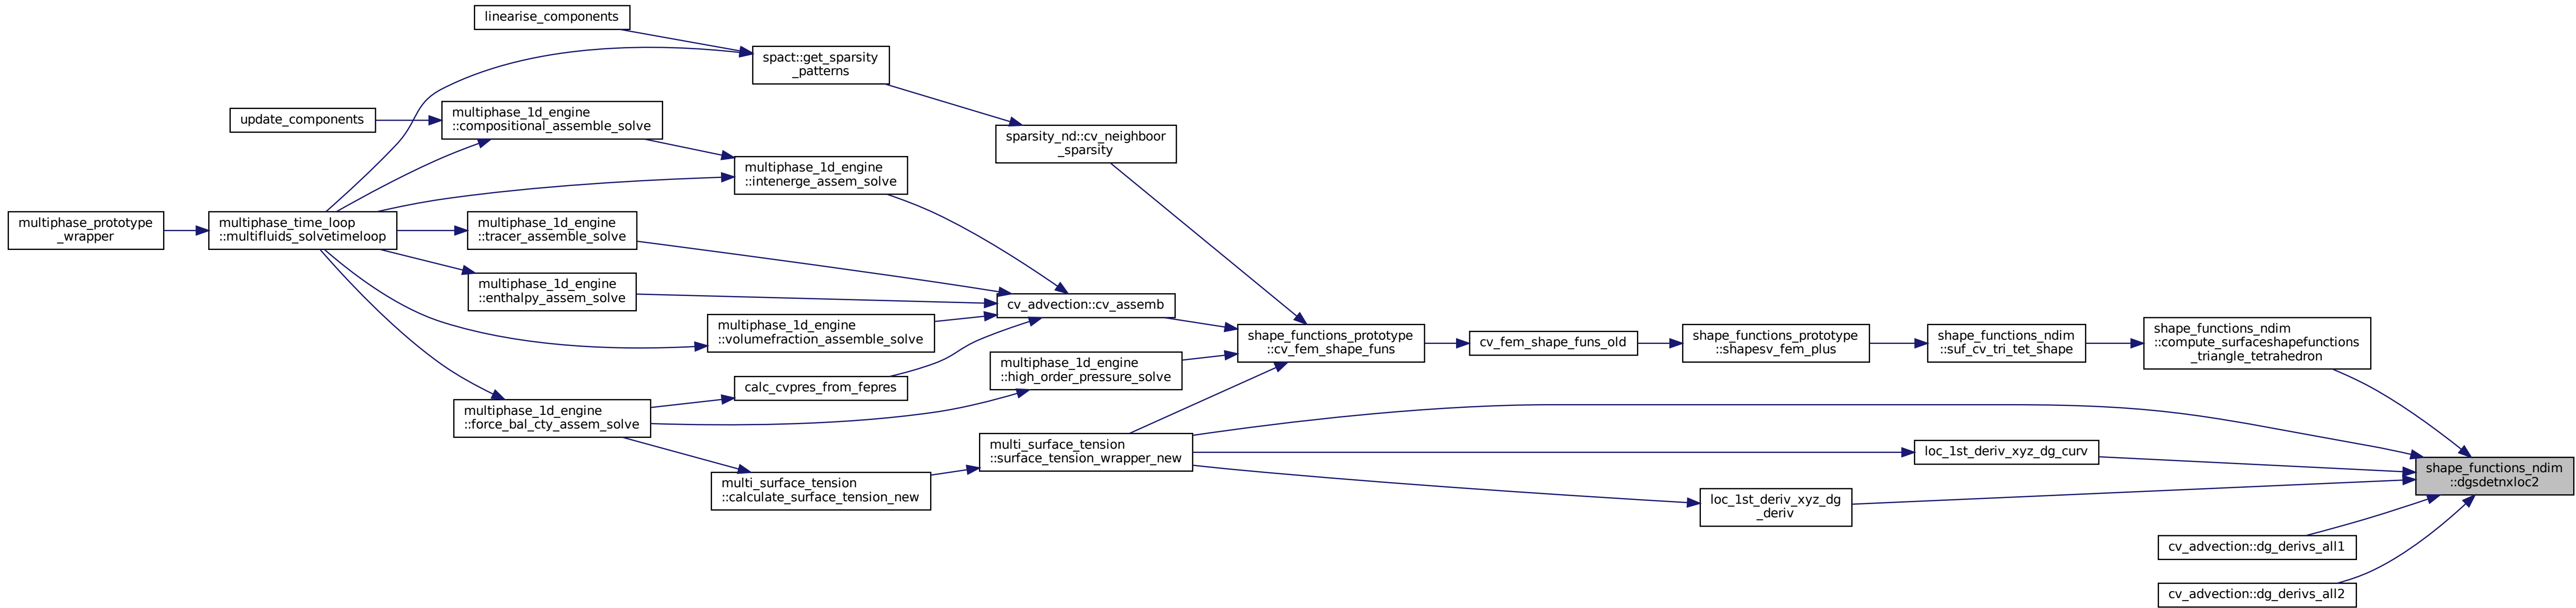 linearise_components
spact::get_sparsity
_patterns
multiphase_1d_engine
::compositional_assemble_solve
update_components
sparsity_nd::cv_neighboor
_sparsity
multiphase_1d_engine
::intenerge_assem_solve
multiphase_prototype
_wrapper
multiphase_time_loop
::multifluids_solvetimeloop
multiphase_1d_engine
::tracer_assemble_solve
multiphase_1d_engine
::enthalpy_assem_solve
cv_advection::cv_assemb
multiphase_1d_engine
::volumefraction_assemble_solve
shape_functions_prototype
::cv_fem_shape_funs
cv_fem_shape_funs_old
shape_functions_prototype
::shapesv_fem_plus
shape_functions_ndim
::suf_cv_tri_tet_shape
shape_functions_ndim
::compute_surfaceshapefunctions
_triangle_tetrahedron
multiphase_1d_engine
::high_order_pressure_solve
calc_cvpres_from_fepres
multiphase_1d_engine
::force_bal_cty_assem_solve
multi_surface_tension
::surface_tension_wrapper_new
loc_1st_deriv_xyz_dg_curv
shape_functions_ndim
::dgsdetnxloc2
multi_surface_tension
::calculate_surface_tension_new
loc_1st_deriv_xyz_dg
_deriv
cv_advection::dg_derivs_all1
cv_advection::dg_derivs_all2